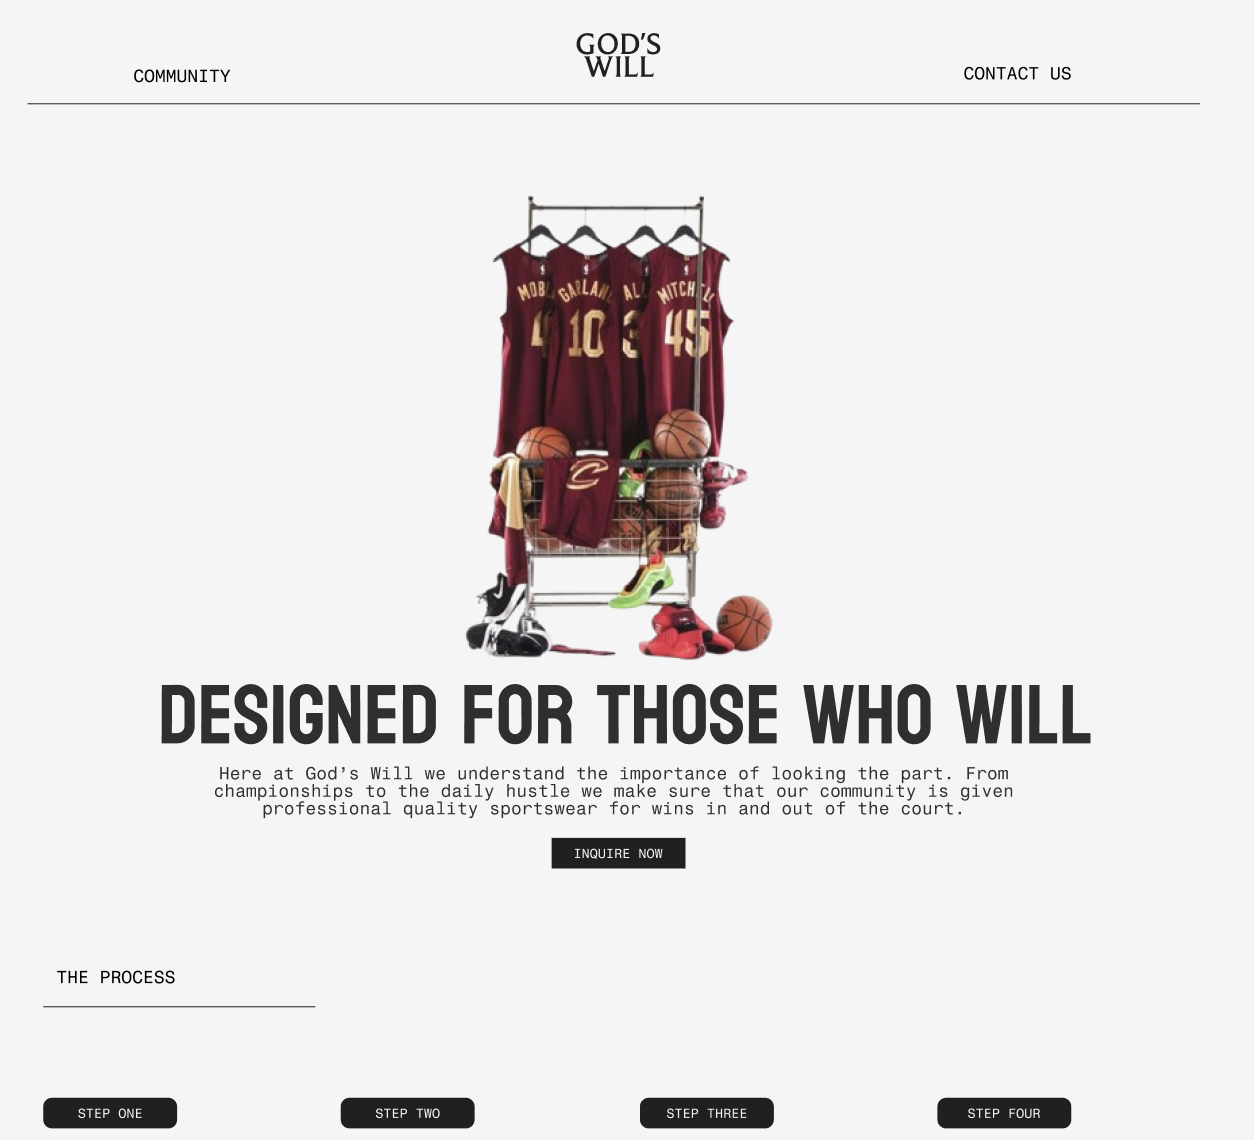 GOD'S
WILL
COMMUNITY
CONTACT US
10
45
DESIGNED FOR THOSE WHO WILL
Here at God’s Will we understand the importance of looking the part. From
championships to the daily hustle we make sure that our community is given
professional quality sportswear for wins in and out of the court.
INQUIRE NOW
THE PROCESS
STEP ONE
STEP TWO
STEP THREE
STEP FOUR